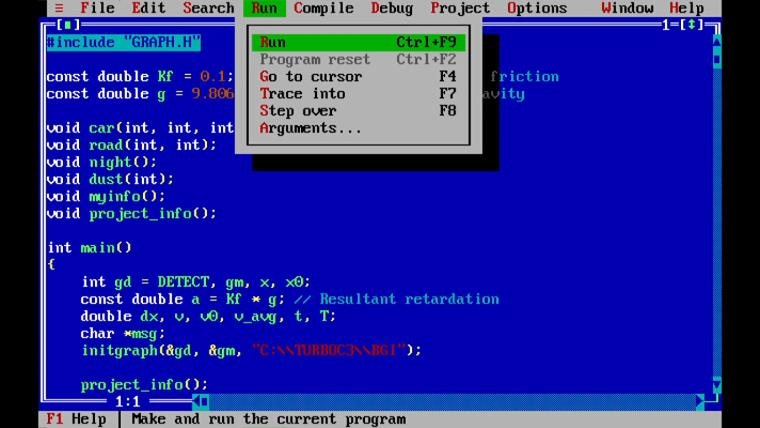 ≡ File Edit Search Run Compile Debug Project Options Window Help
[■] 1=[↕]
#include "GRAPH.H"
Run Ctrl+F9
Program reset Ctrl+F2
Go to cursor F4
Trace into F7
Step over F8
Arguments...
const double Kf = 0.1; friction
const double g = 9.806
void car(int, int, int
void road(int, int);
void night();
void dust(int);
void myinfo();
void project_info();
int main()
{
int gd = DETECT, gm, x, x0;
const double a = Kf * g; // Resultant retardation
double dx, v, v0, v_avg, t, T;
char *msg;
initgraph(&gd, &gm, "C:\\TURBOC3\\BGI");
project_info();
1:1
F1 Help | Make and run the current program